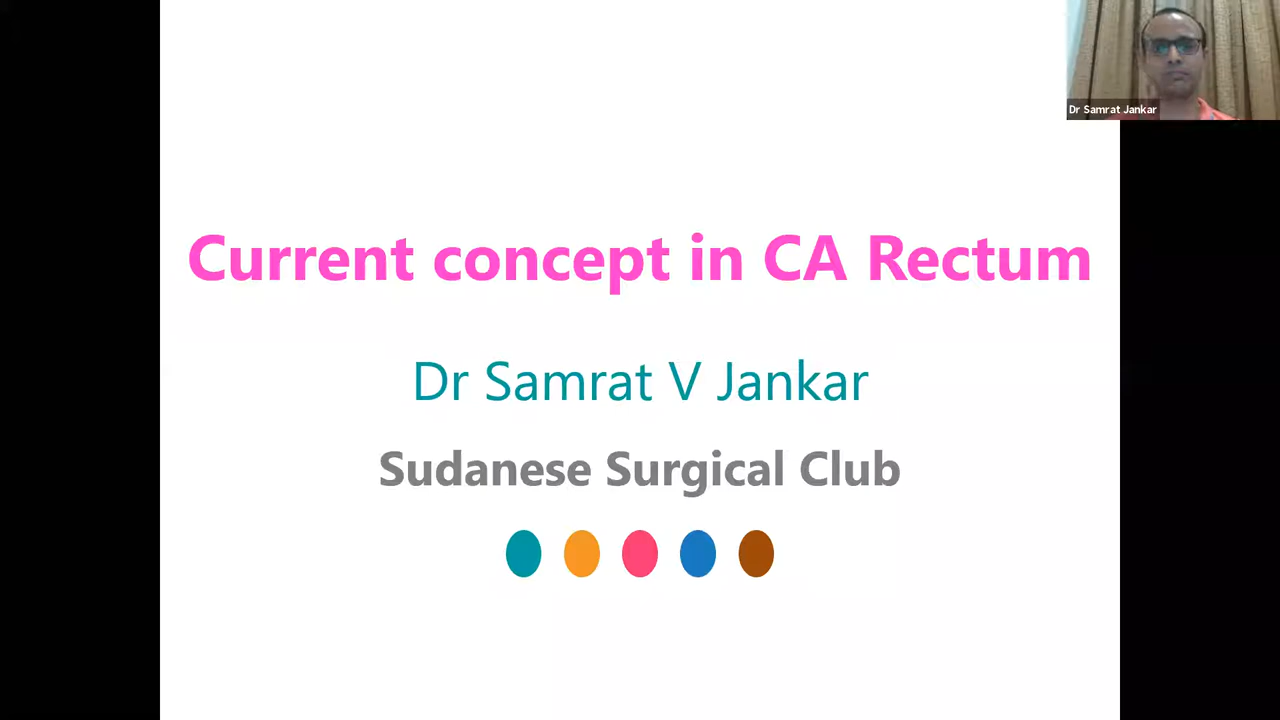 Dr Samrat Jankar
Current concept in CA Rectum
Dr Samrat V Jankar
Sudanese Surgical Club